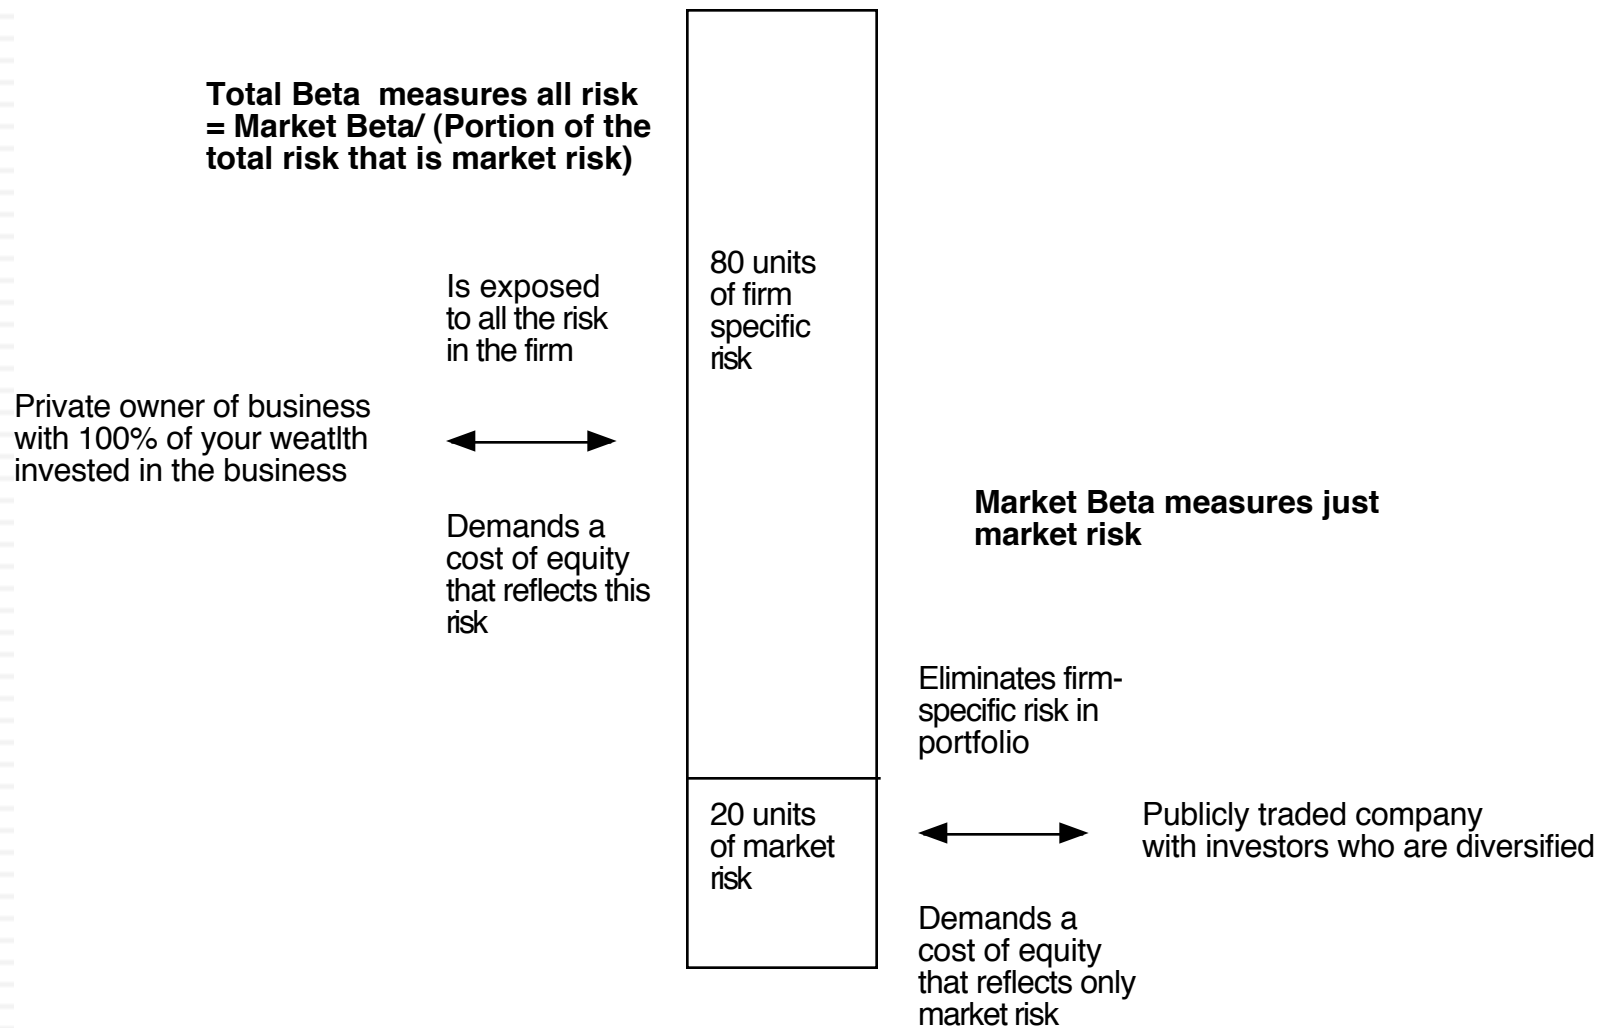 Total Beta  measures all risk
= Market Beta/ (Portion of the
total risk that is market risk)
80 units
of firm
specific
risk
Is exposed
to all the risk
in the firm
Private owner of business
with 100% of your weatlth
invested in the business
Demands a
cost of equity
that reflects this
risk
Market Beta measures just
market risk
Eliminates firm-
specific risk in
portfolio
20 units
of market
risk
Publicly traded company
with investors who are diversified
Demands a
cost of equity
that reflects only
market risk